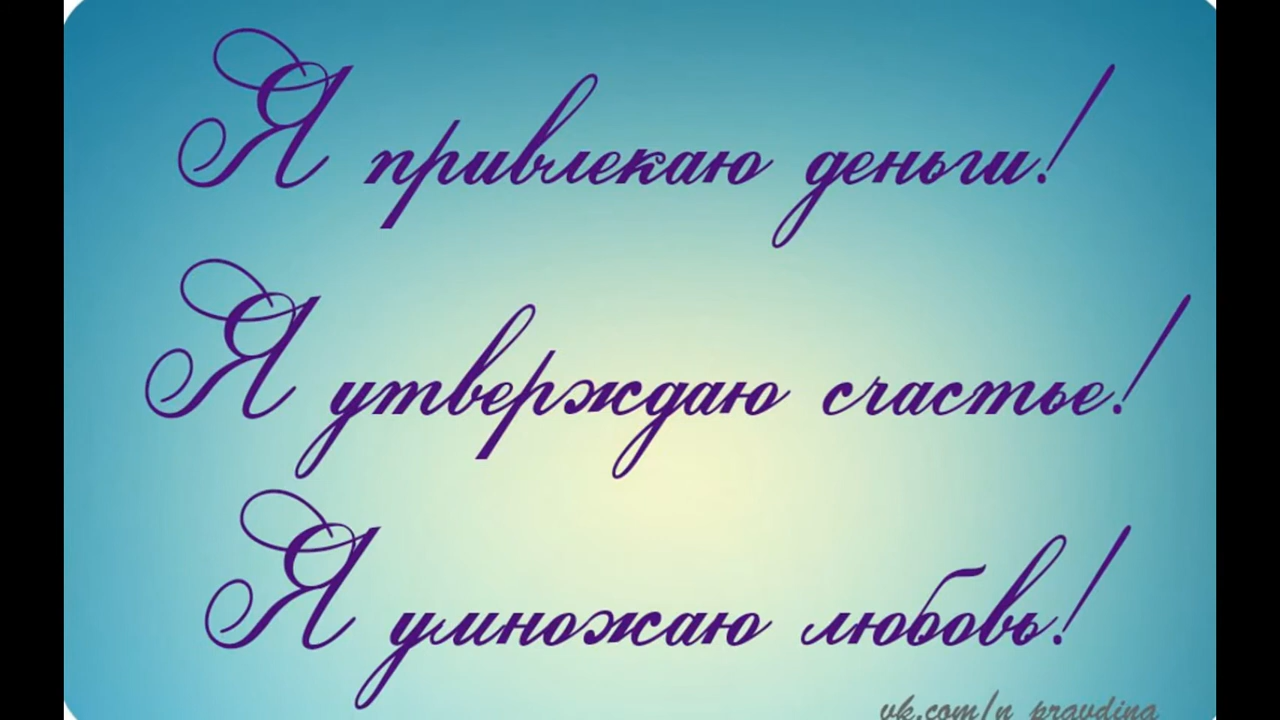 Я привлекаю деньги!
Я утверждаю счастье!
Я умножаю любовь!
vk.com/n_pravdina